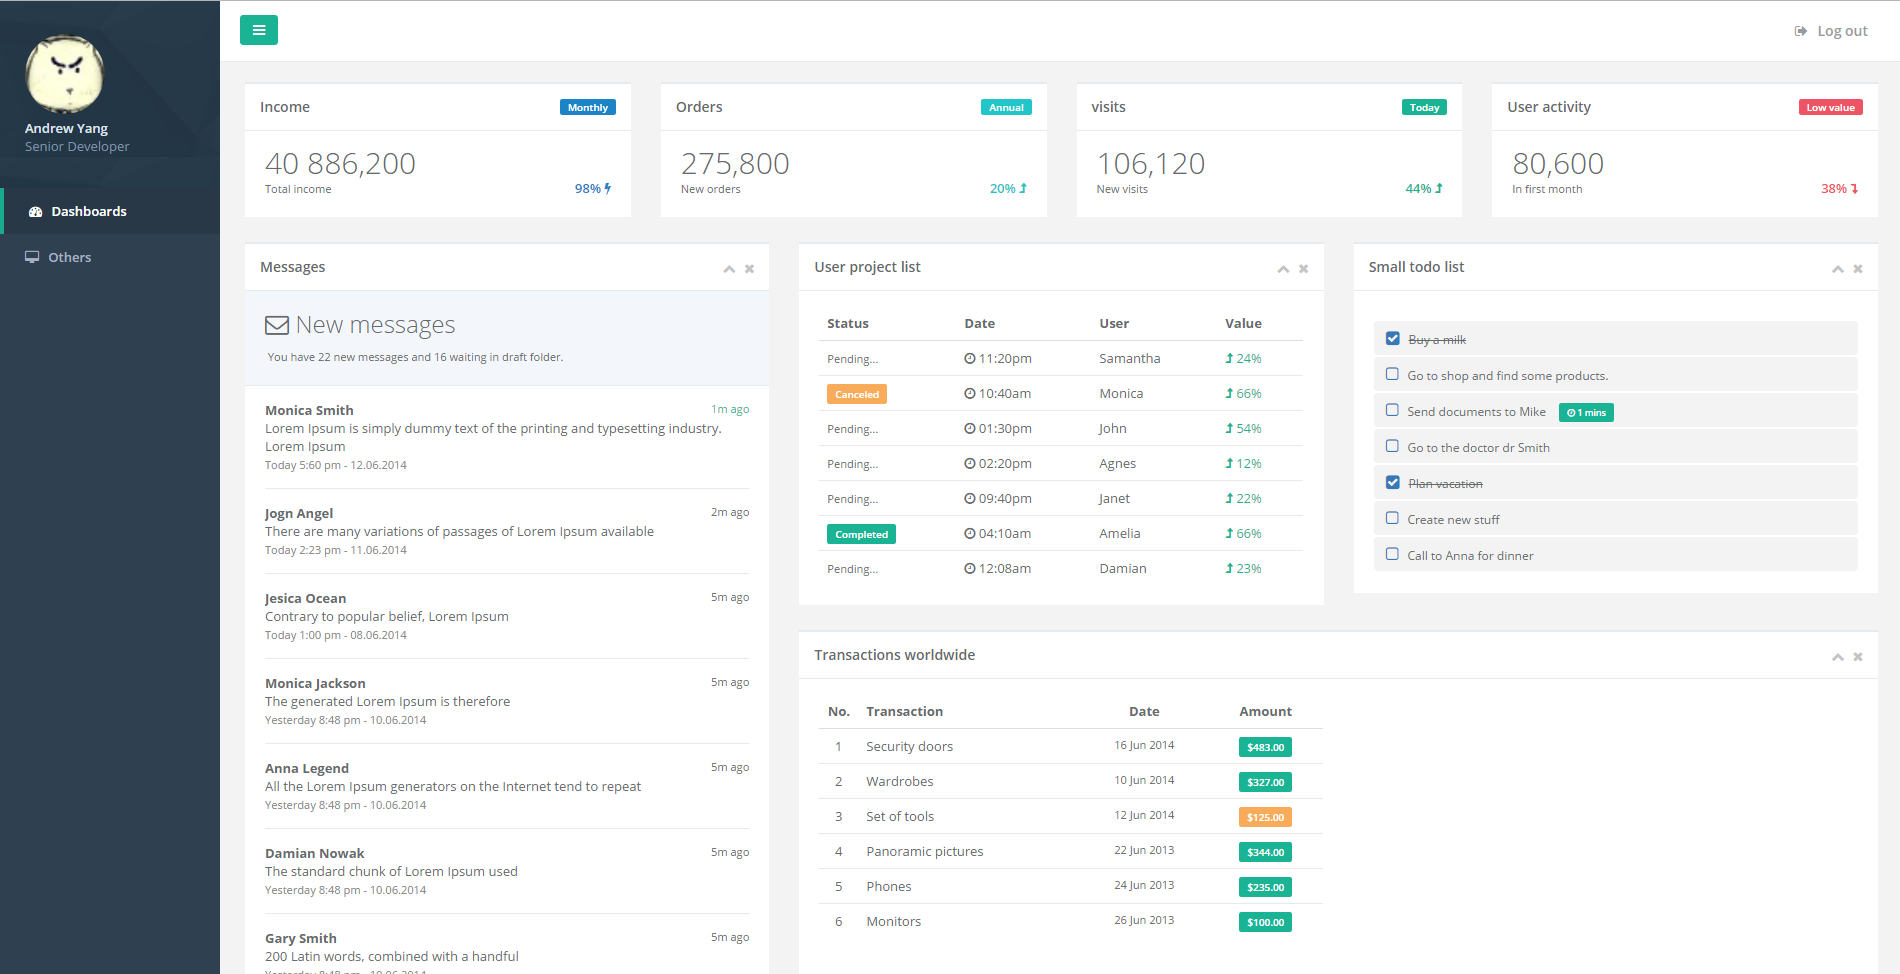 Log out
Andrew Yang
Senior Developer
Dashboards
Others
Income Monthly
40 886,200
Total income 98%
Orders Annual
275,800
New orders 20%
visits Today
106,120
New visits 44%
User activity Low value
80,600
In first month 38%
Messages
New messages
You have 22 new messages and 16 waiting in draft folder.
Monica Smith 1m ago
Lorem Ipsum is simply dummy text of the printing and typesetting industry.
Lorem Ipsum
Today 5:60 pm - 12.06.2014
Jogn Angel 2m ago
There are many variations of passages of Lorem Ipsum available
Today 2:23 pm - 11.06.2014
Jesica Ocean 5m ago
Contrary to popular belief, Lorem Ipsum
Today 1:00 pm - 08.06.2014
Monica Jackson 5m ago
The generated Lorem Ipsum is therefore
Yesterday 8:48 pm - 10.06.2014
Anna Legend 5m ago
All the Lorem Ipsum generators on the Internet tend to repeat
Yesterday 8:48 pm - 10.06.2014
Damian Nowak 5m ago
The standard chunk of Lorem Ipsum used
Yesterday 8:48 pm - 10.06.2014
Gary Smith 5m ago
200 Latin words, combined with a handful
Yesterday 8:48 pm - 10.06.2014
User project list
Status Date User Value
Pending... 11:20pm Samantha 24%
Canceled 10:40am Monica 66%
Pending... 01:30pm John 54%
Pending... 02:20pm Agnes 12%
Pending... 09:40pm Janet 22%
Completed 04:10am Amelia 66%
Pending... 12:08am Damian 23%
Small todo list
Buy a milk
Go to shop and find some products.
Send documents to Mike 1 mins
Go to the doctor dr Smith
Plan vacation
Create new stuff
Call to Anna for dinner
Transactions worldwide
No. Transaction Date Amount
1 Security doors 16 Jun 2014 $483.00
2 Wardrobes 10 Jun 2014 $327.00
3 Set of tools 12 Jun 2014 $125.00
4 Panoramic pictures 22 Jun 2013 $344.00
5 Phones 24 Jun 2013 $235.00
6 Monitors 26 Jun 2013 $100.00